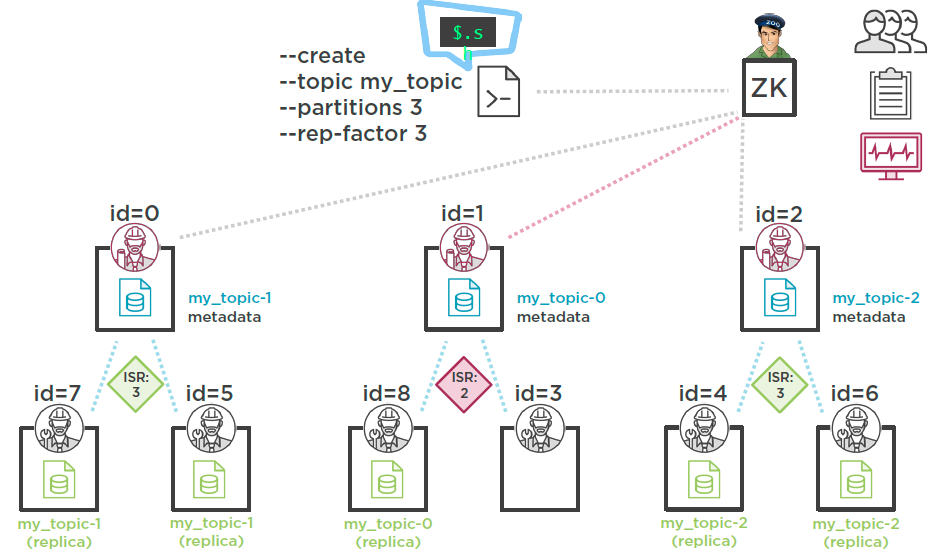 $.s
ZOO
--create
--topic my_topic
--partitions 3
--rep-factor 3
ZK
id=0
id=1
id=2
my_topic-1
metadata
my_topic-0
metadata
my_topic-2
metadata
id=7
ISR:
3
id=5
id=8
ISR:
2
id=3
id=4
ISR:
3
id=6
my_topic-1
(replica)
my_topic-1
(replica)
my_topic-0
(replica)
my_topic-2
(replica)
my_topic-2
(replica)